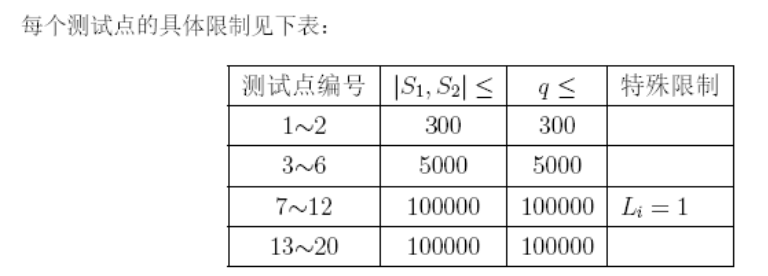 每个测试点的具体限制见下表：
测试点编号 |S₁, S₂| ≤ q ≤ 特殊限制
1∼2 300 300
3∼6 5000 5000
7∼12 100000 100000 Lᵢ = 1
13∼20 100000 100000